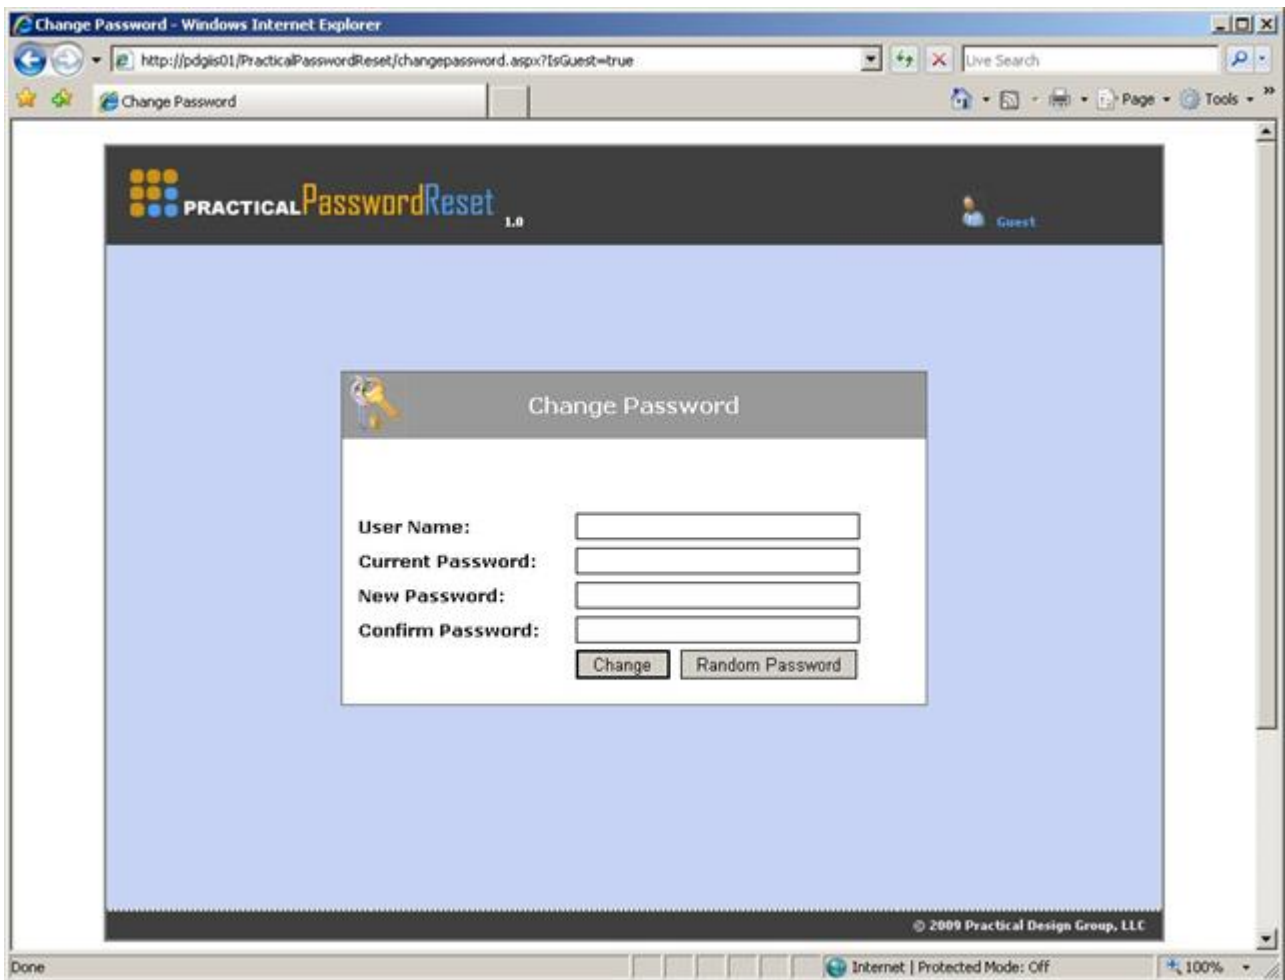 Change Password - Windows Internet Explorer
http://pdgis01/PracticalPasswordReset/changepassword.aspx?IsGuest=true
Live Search
Change Password
Page
Tools
PRACTICAL PasswordReset 1.0
Guest
Change Password
User Name:
Current Password:
New Password:
Confirm Password:
Change
Random Password
© 2009 Practical Design Group, LLC
Done
Internet | Protected Mode: Off
100%